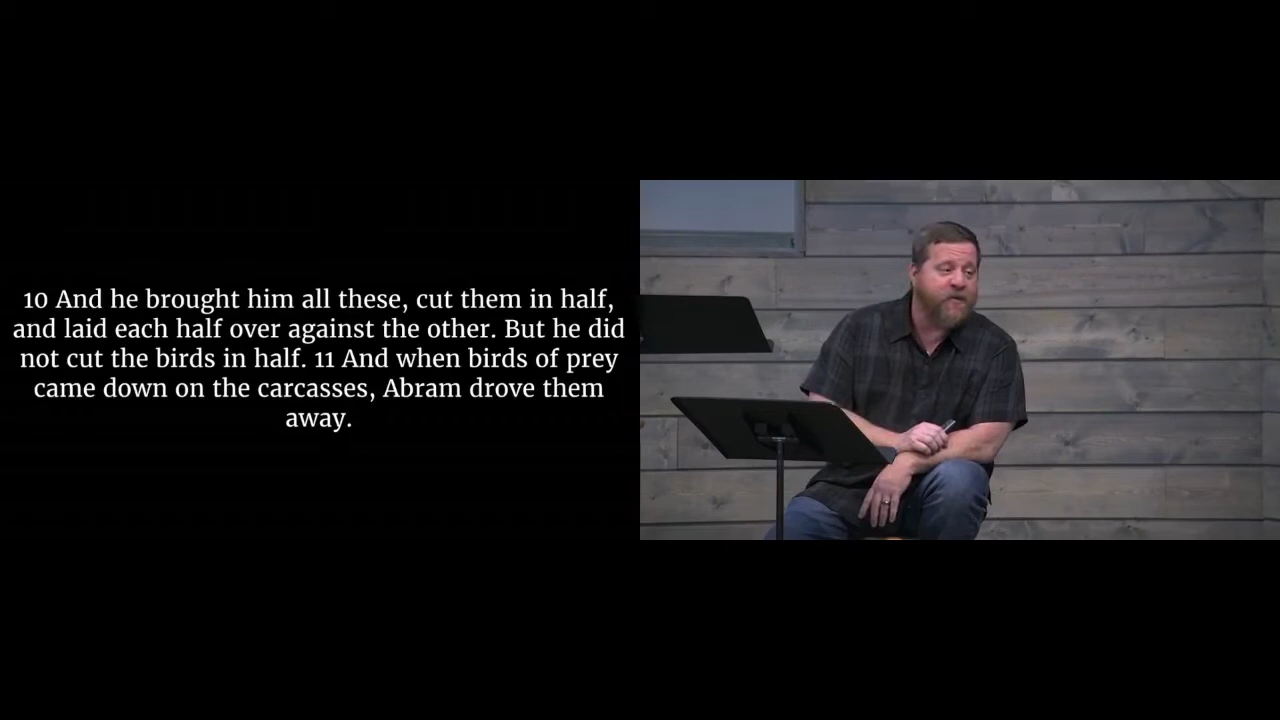 10 And he brought him all these, cut them in half,
and laid each half over against the other. But he did
not cut the birds in half. 11 And when birds of prey
came down on the carcasses, Abram drove them
away.